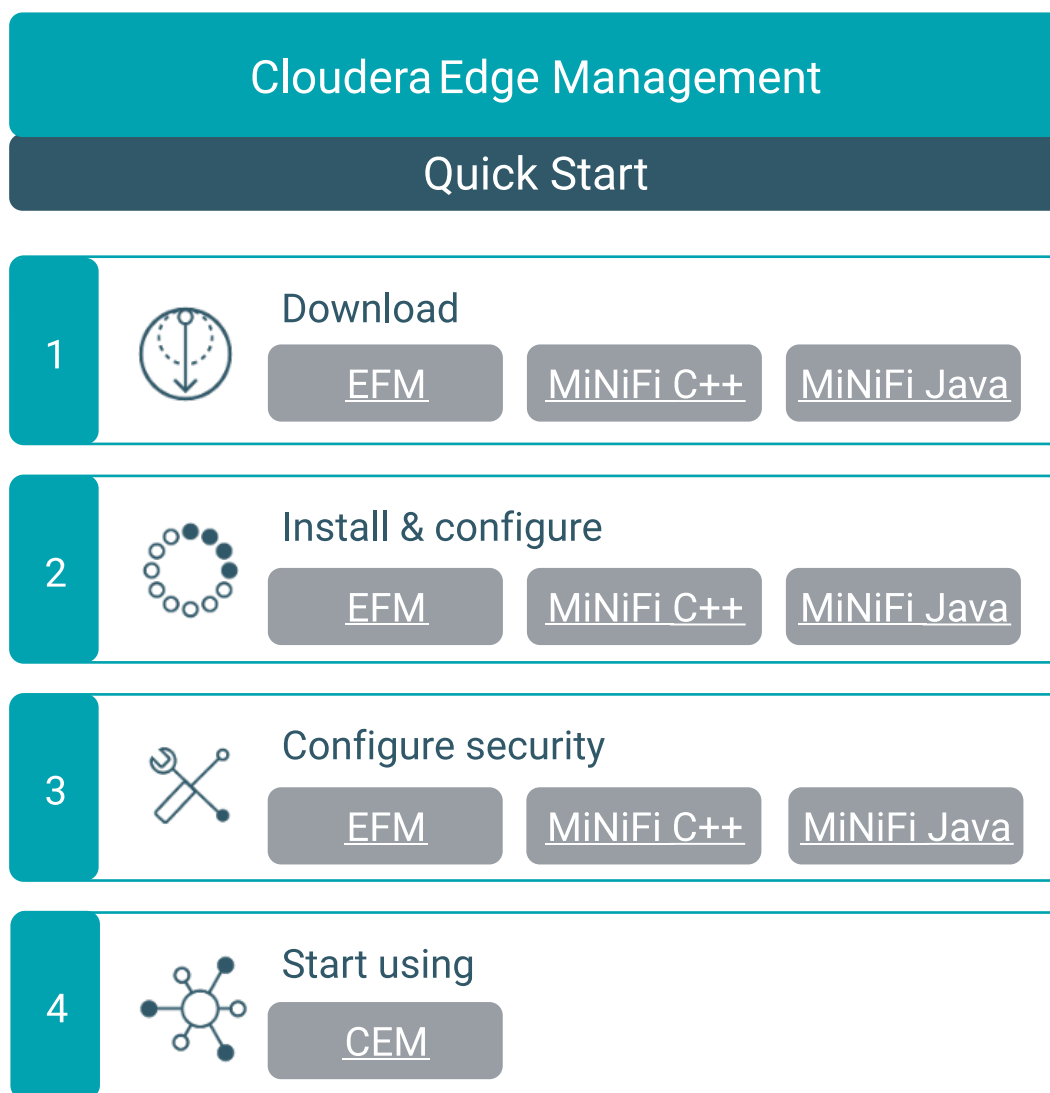 Cloudera Edge Management
Quick Start
1
Download
EFM
MiNiFi C++
MiNiFi Java
2
Install & configure
EFM
MiNiFi C++
MiNiFi Java
3
Configure security
EFM
MiNiFi C++
MiNiFi Java
4
Start using
CEM